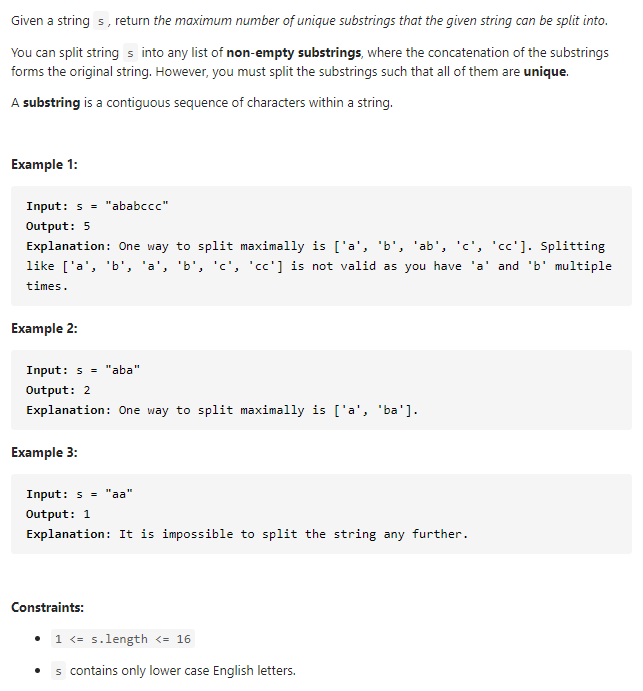 Given a string s, return the maximum number of unique substrings that the given string can be split into.
You can split string s into any list of non-empty substrings, where the concatenation of the substrings
forms the original string. However, you must split the substrings such that all of them are unique.
A substring is a contiguous sequence of characters within a string.
Example 1:
Input: s = "ababccc"
Output: 5
Explanation: One way to split maximally is ['a', 'b', 'ab', 'c', 'cc']. Splitting
like ['a', 'b', 'a', 'b', 'c', 'cc'] is not valid as you have 'a' and 'b' multiple
times.
Example 2:
Input: s = "aba"
Output: 2
Explanation: One way to split maximally is ['a', 'ba'].
Example 3:
Input: s = "aa"
Output: 1
Explanation: It is impossible to split the string any further.
Constraints:
• 1 <= s.length <= 16
• s contains only lower case English letters.